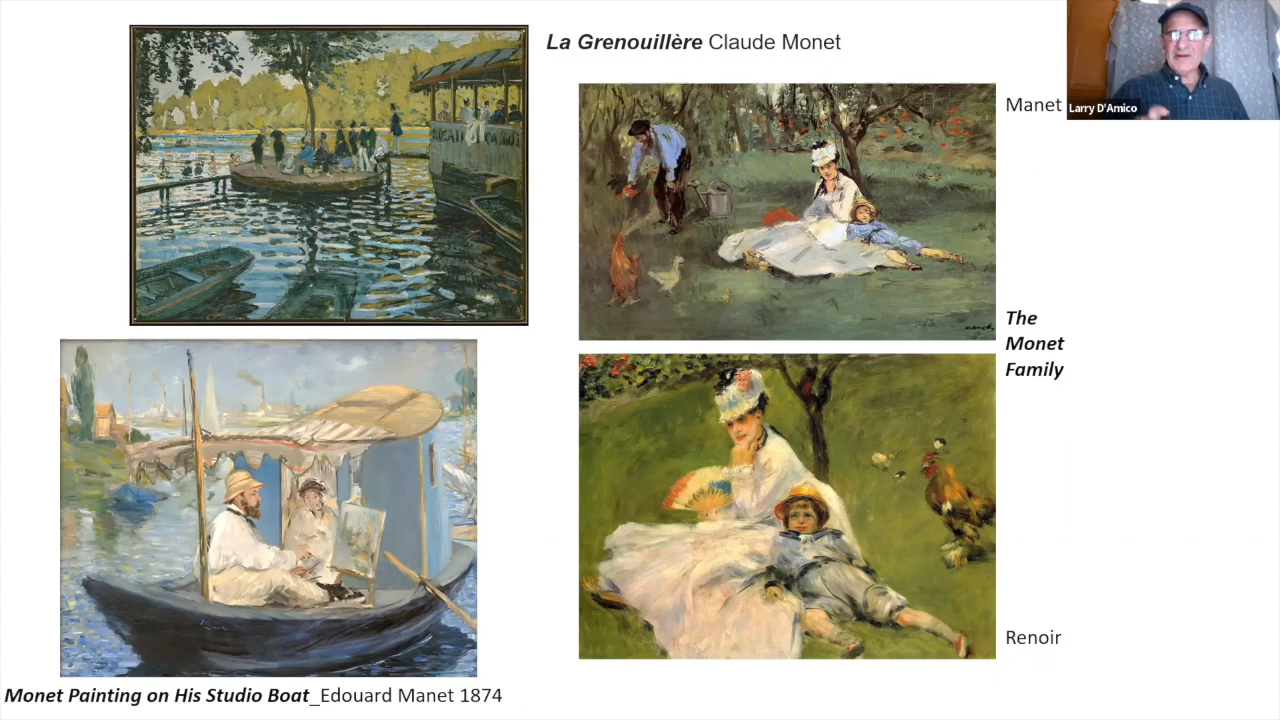 La Grenouillère Claude Monet
Manet
Larry D'Amico
The
Monet
Family
Renoir
Monet Painting on His Studio Boat_Edouard Manet 1874